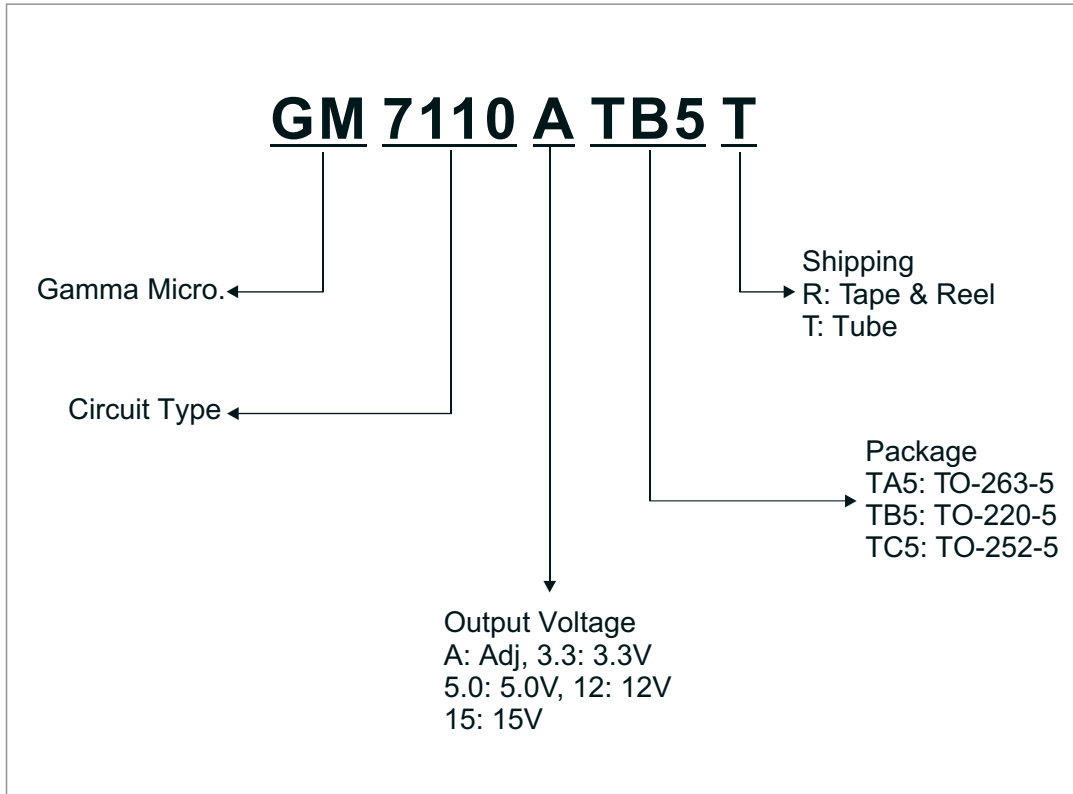 GM 7110 A TB5 T
Gamma Micro.
Shipping
R: Tape & Reel
T: Tube
Circuit Type
Package
TA5: TO-263-5
TB5: TO-220-5
TC5: TO-252-5
Output Voltage
A: Adj, 3.3: 3.3V
5.0: 5.0V, 12: 12V
15: 15V